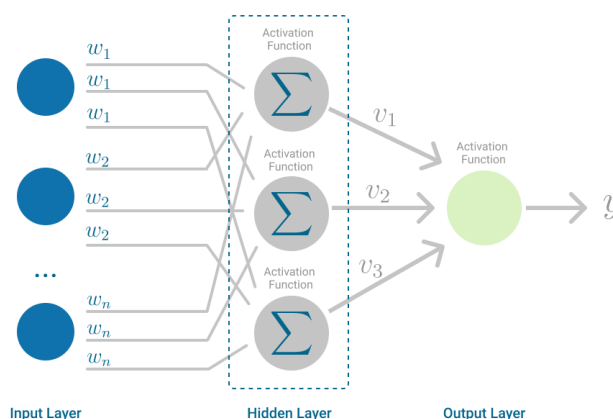 Activation
Function
w₁
w₁
w₁
Σ
v₁
w₂
w₂
w₂
Activation
Function
Σ
v₂
Activation
Function
y
...
Activation
Function
Σ
v₃
wₙ
wₙ
wₙ
Input Layer
Hidden Layer
Output Layer